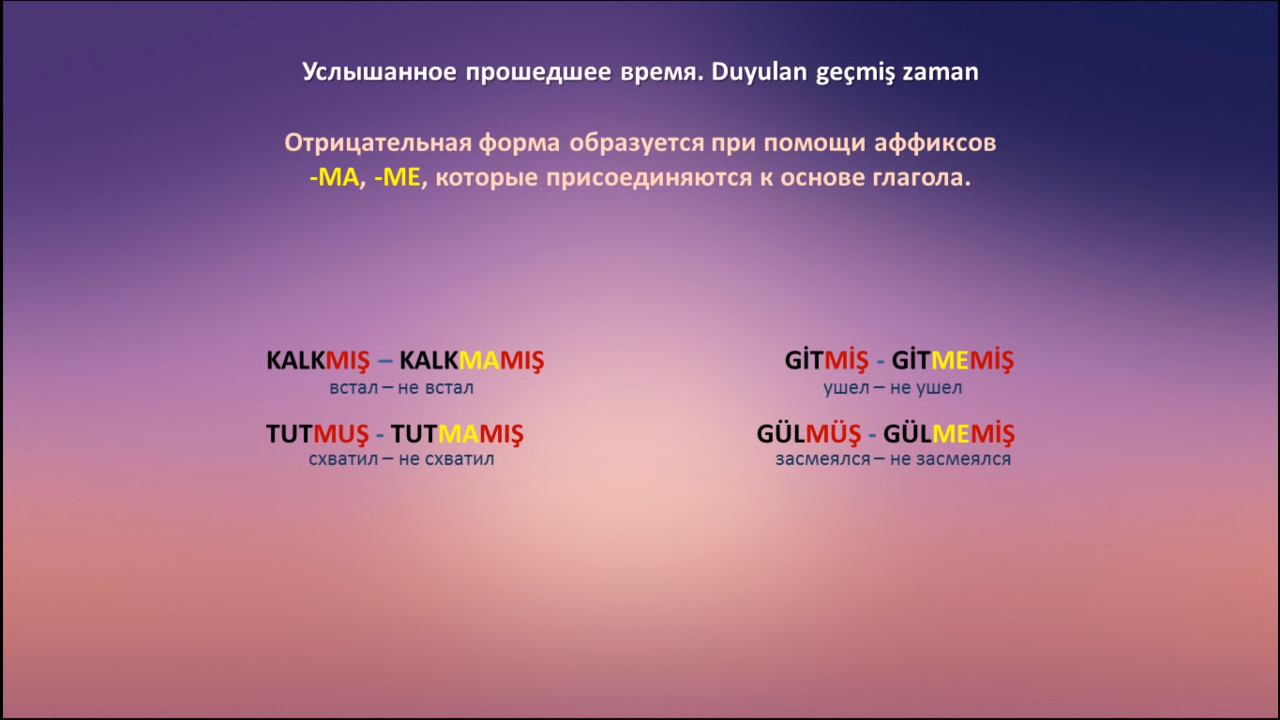 Услышанное прошедшее время. Duyulan geçmiş zaman
Отрицательная форма образуется при помощи аффиксов
-МА, -МЕ, которые присоединяются к основе глагола.
KALKMIŞ – KALKMAMIŞ
встал – не встал
TUTMUŞ - TUTMAMIŞ
схватил – не схватил
GİTMİŞ - GİTMEMİŞ
ушел – не ушел
GÜLMÜŞ - GÜLMEMİŞ
засмеялся – не засмеялся